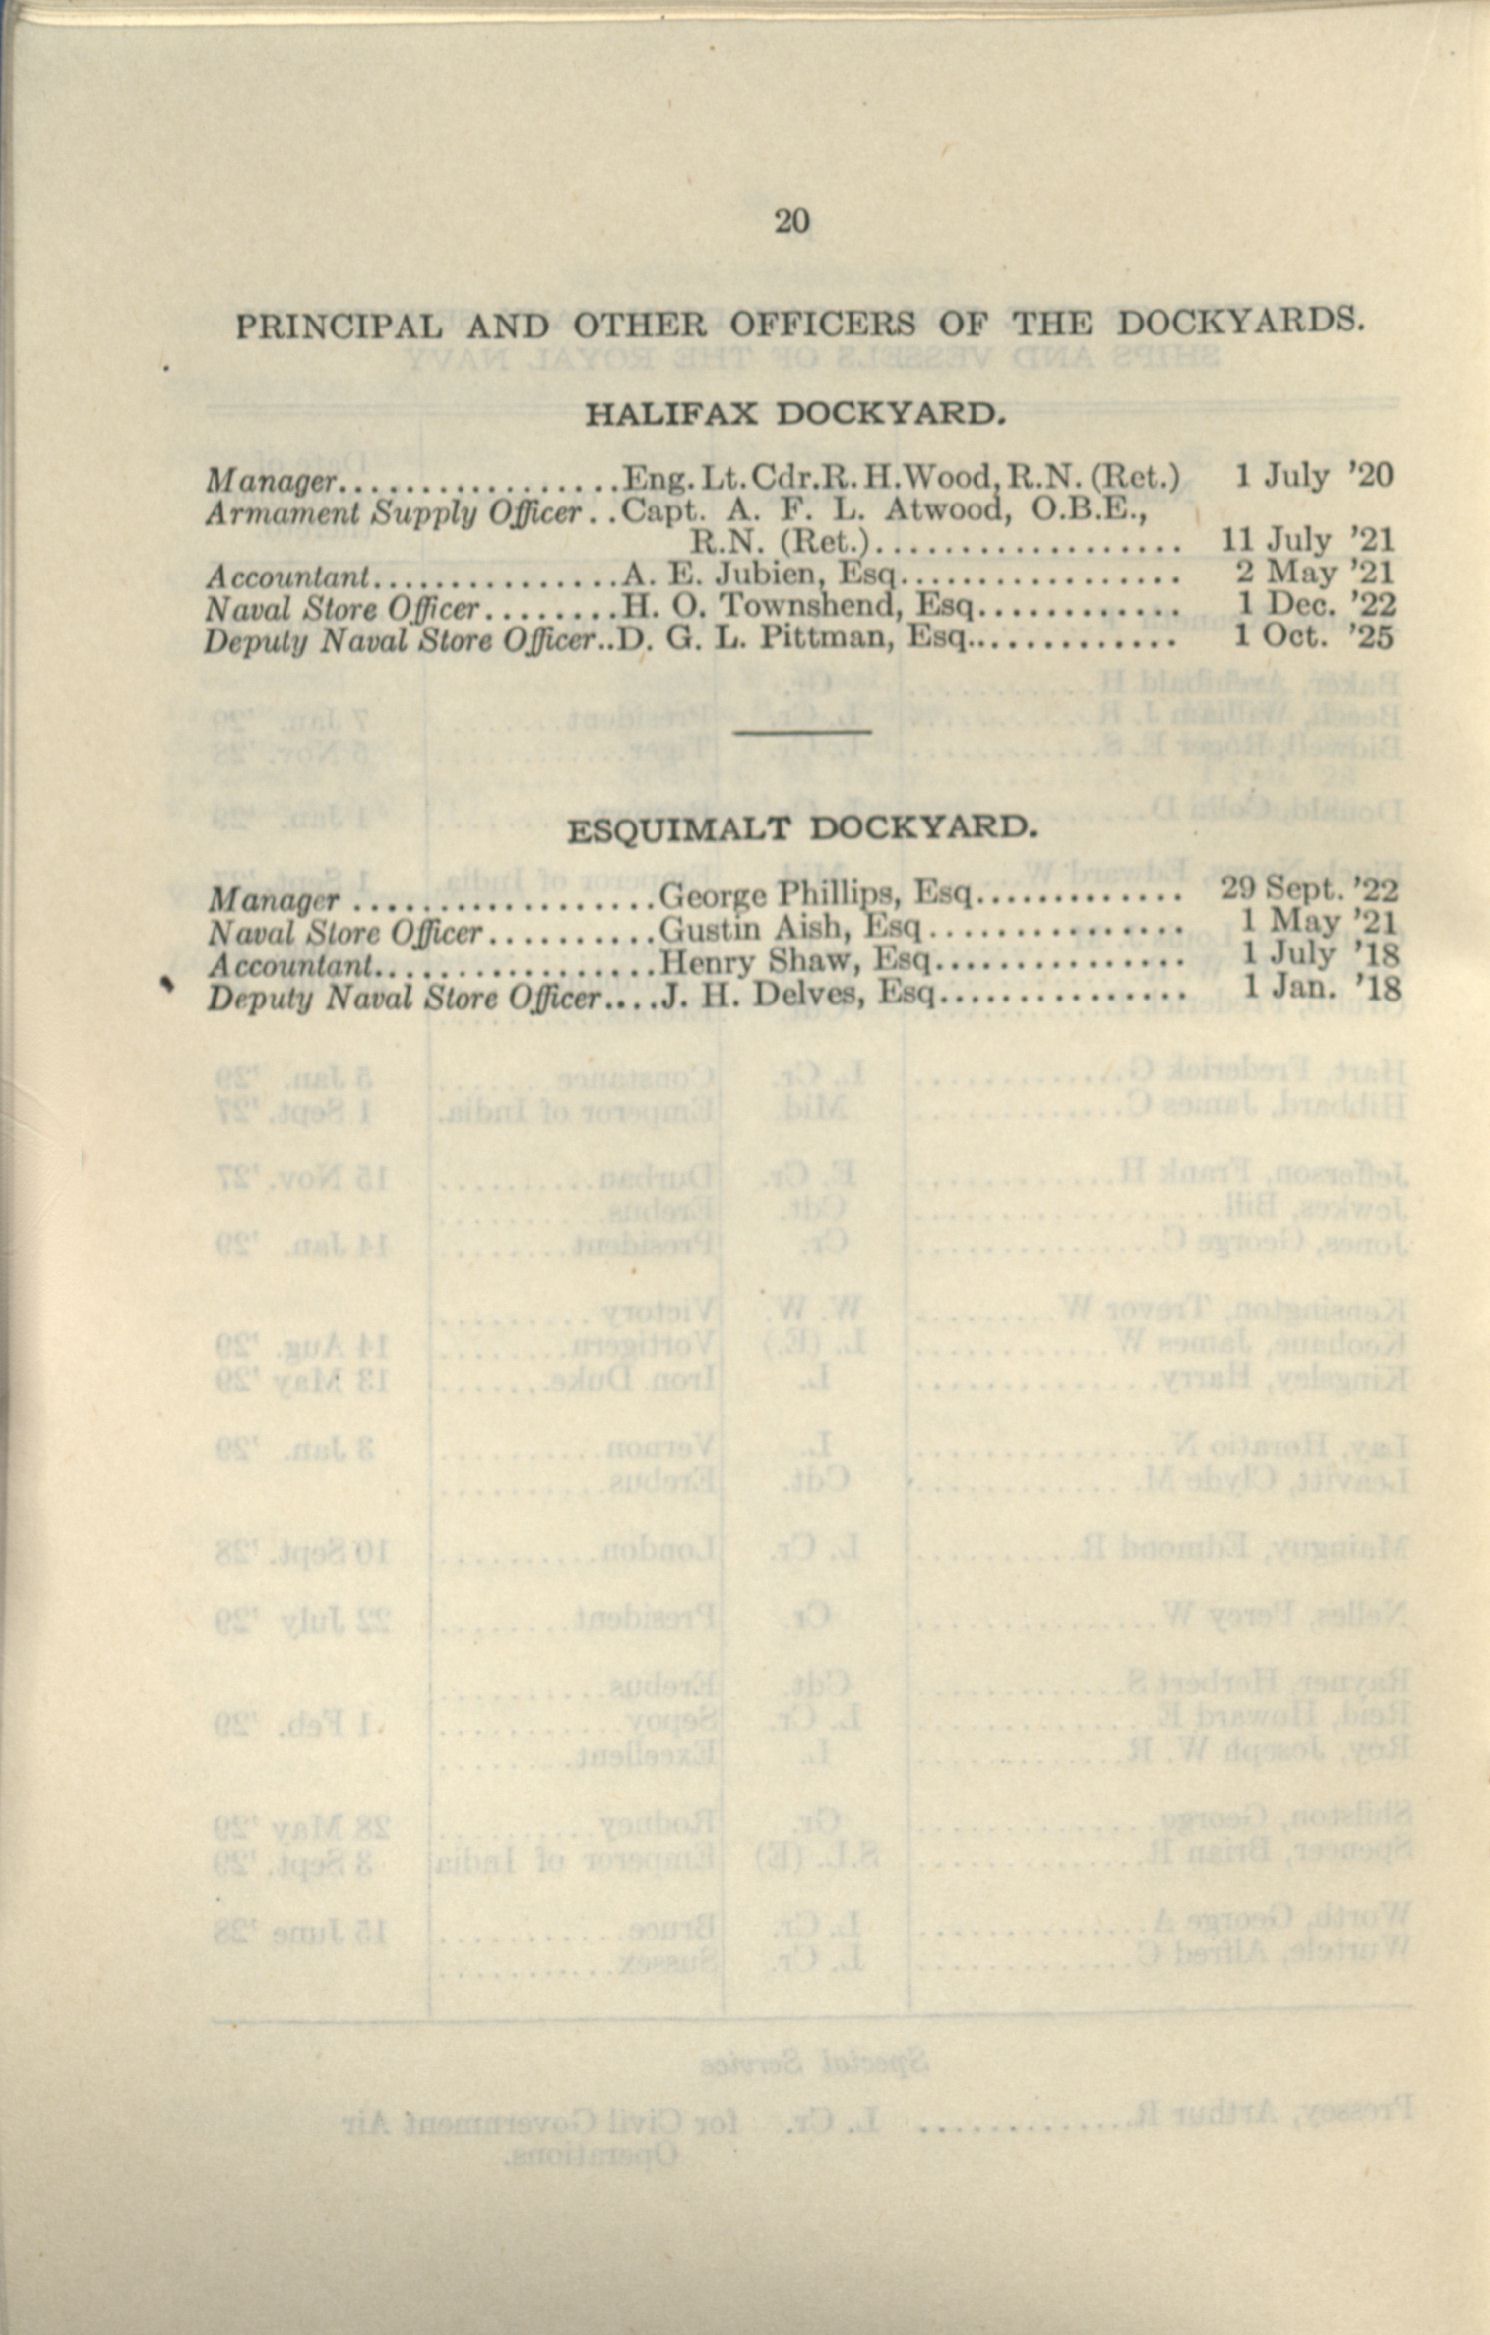 20
PRINCIPAL AND OTHER OFFICERS OF THE DOCKYARDS.
HALIFAX DOCKYARD.
Manager.................Eng. Lt. Cdr. R. H. Wood, R.N. (Ret.) 1 July '20
Armament Supply Officer..Capt. A. F. L. Atwood, O.B.E.,
R.N. (Ret.)................... 11 July '21
Accountant...............A. E. Jubien, Esq.................. 2 May '21
Naval Store Officer.........H. O. Townshend, Esq............. 1 Dec. '22
Deputy Naval Store Officer..D. G. L. Pittman, Esq.............. 1 Oct. '25
ESQUIMALT DOCKYARD.
Manager ...................George Phillips, Esq............. 29 Sept. '22
Naval Store Officer...........Gustin Aish, Esq................ 1 May '21
Accountant..................Henry Shaw, Esq................ 1 July '18
Deputy Naval Store Officer....J. H. Delves, Esq................ 1 Jan. '18